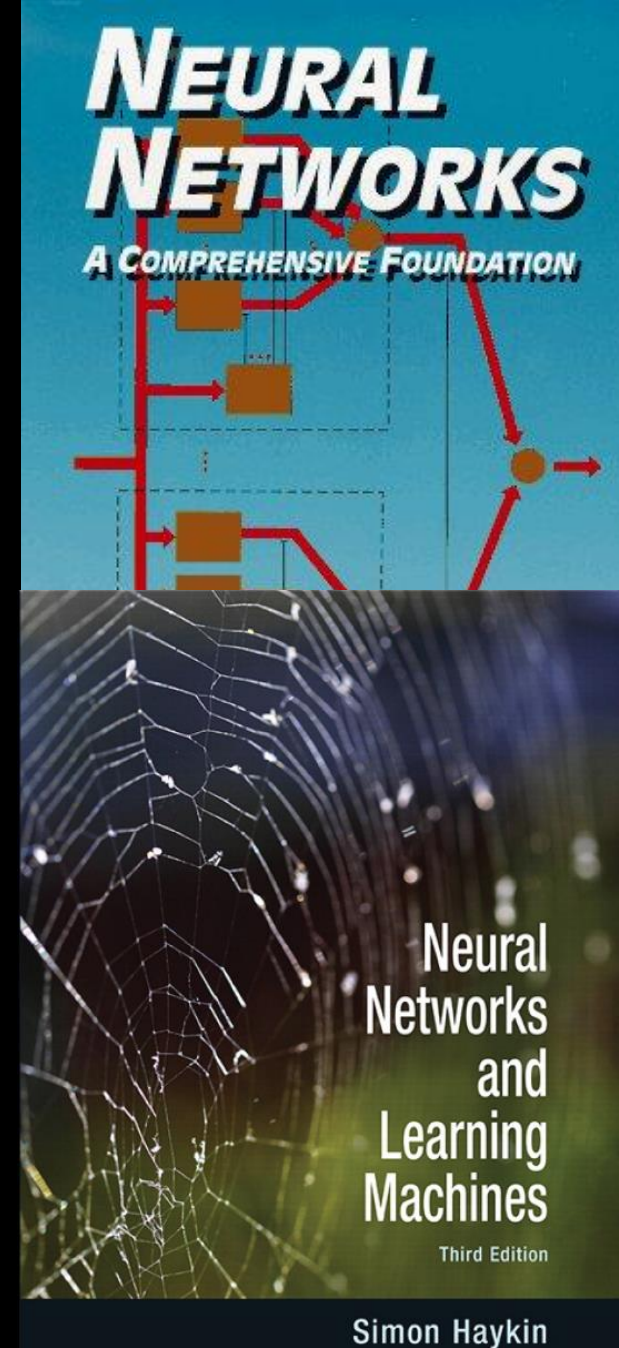 NEURAL
NETWORKS
A COMPREHENSIVE FOUNDATION
Neural
Networks
and
Learning
Machines
Third Edition
Simon Haykin